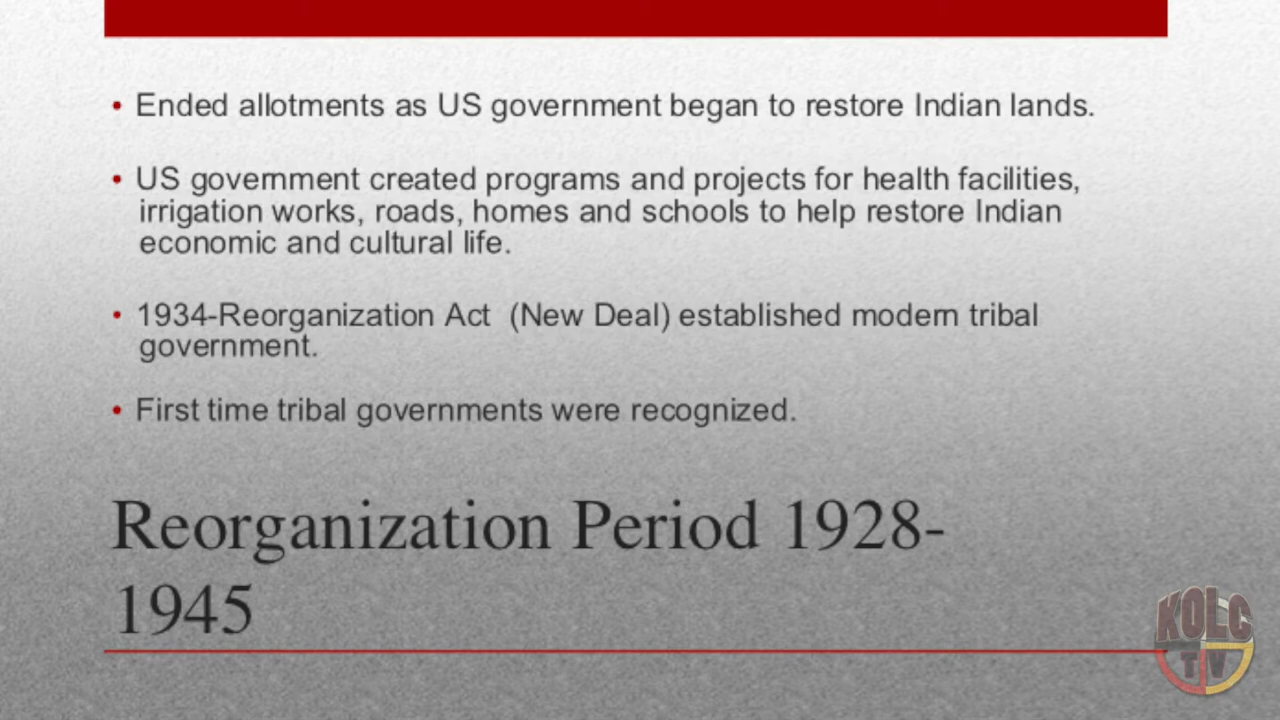 • Ended allotments as US government began to restore Indian lands.
• US government created programs and projects for health facilities,
irrigation works, roads, homes and schools to help restore Indian
economic and cultural life.
• 1934-Reorganization Act (New Deal) established modern tribal
government.
• First time tribal governments were recognized.
Reorganization Period 1928-
1945
KOLC
TV